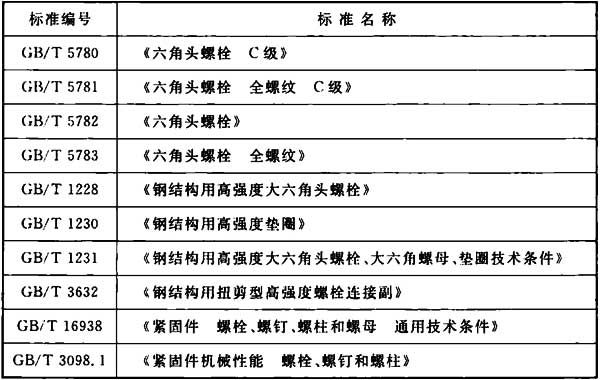 标准编号 标准名称
GB/T 5780 《六角头螺栓 C级》
GB/T 5781 《六角头螺栓 全螺纹 C级》
GB/T 5782 《六角头螺栓》
GB/T 5783 《六角头螺栓 全螺纹》
GB/T 1228 《钢结构用高强度大六角头螺栓》
GB/T 1230 《钢结构用高强度垫圈》
GB/T 1231 《钢结构用高强度大六角头螺栓、大六角螺母、垫圈技术条件》
GB/T 3632 《钢结构用扭剪型高强度螺栓连接副》
GB/T 16938 《紧固件 螺栓、螺钉、螺柱和螺母 通用技术条件》
GB/T 3098.1 《紧固件机械性能 螺栓、螺钉和螺柱》